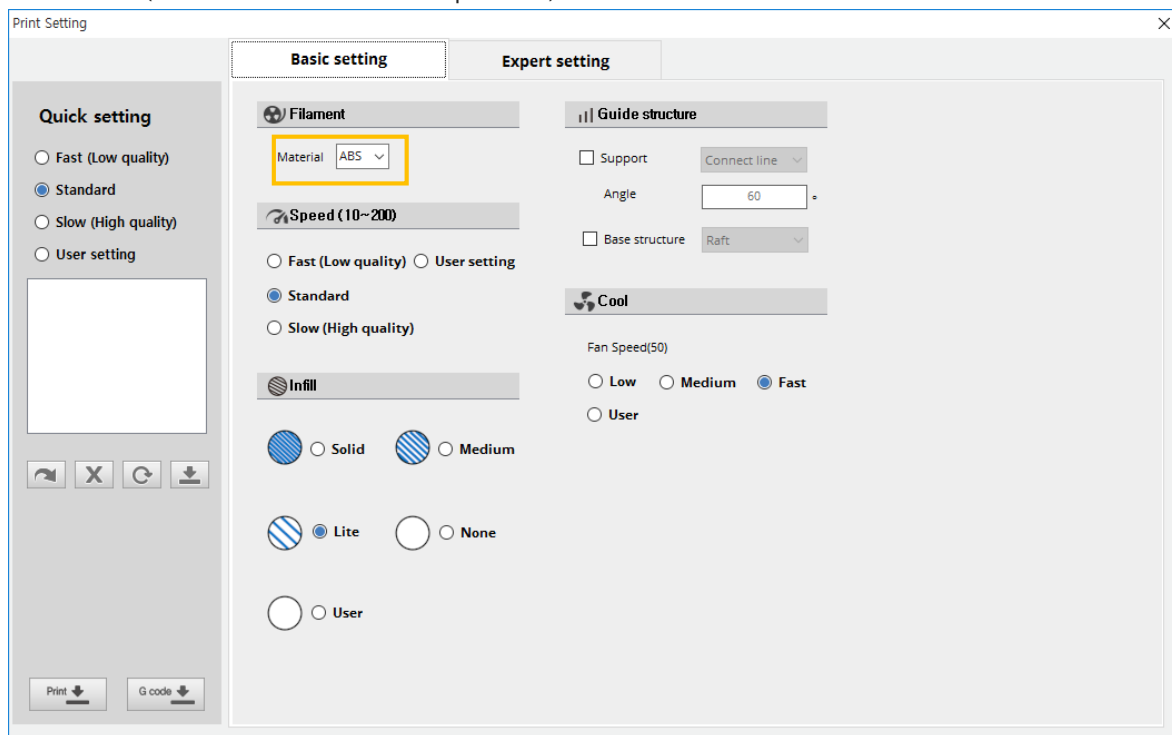 Print Setting
Basic setting
Expert setting
Quick setting
Fast (Low quality)
Standard
Slow (High quality)
User setting
Print
G code
Filament
Material ABS
Speed (10~200)
Fast (Low quality) User setting
Standard
Slow (High quality)
Infill
Solid Medium
Lite None
User
Guide structure
Support Connect line
Angle 60 °
Base structure Raft
Cool
Fan Speed(50)
Low Medium Fast
User